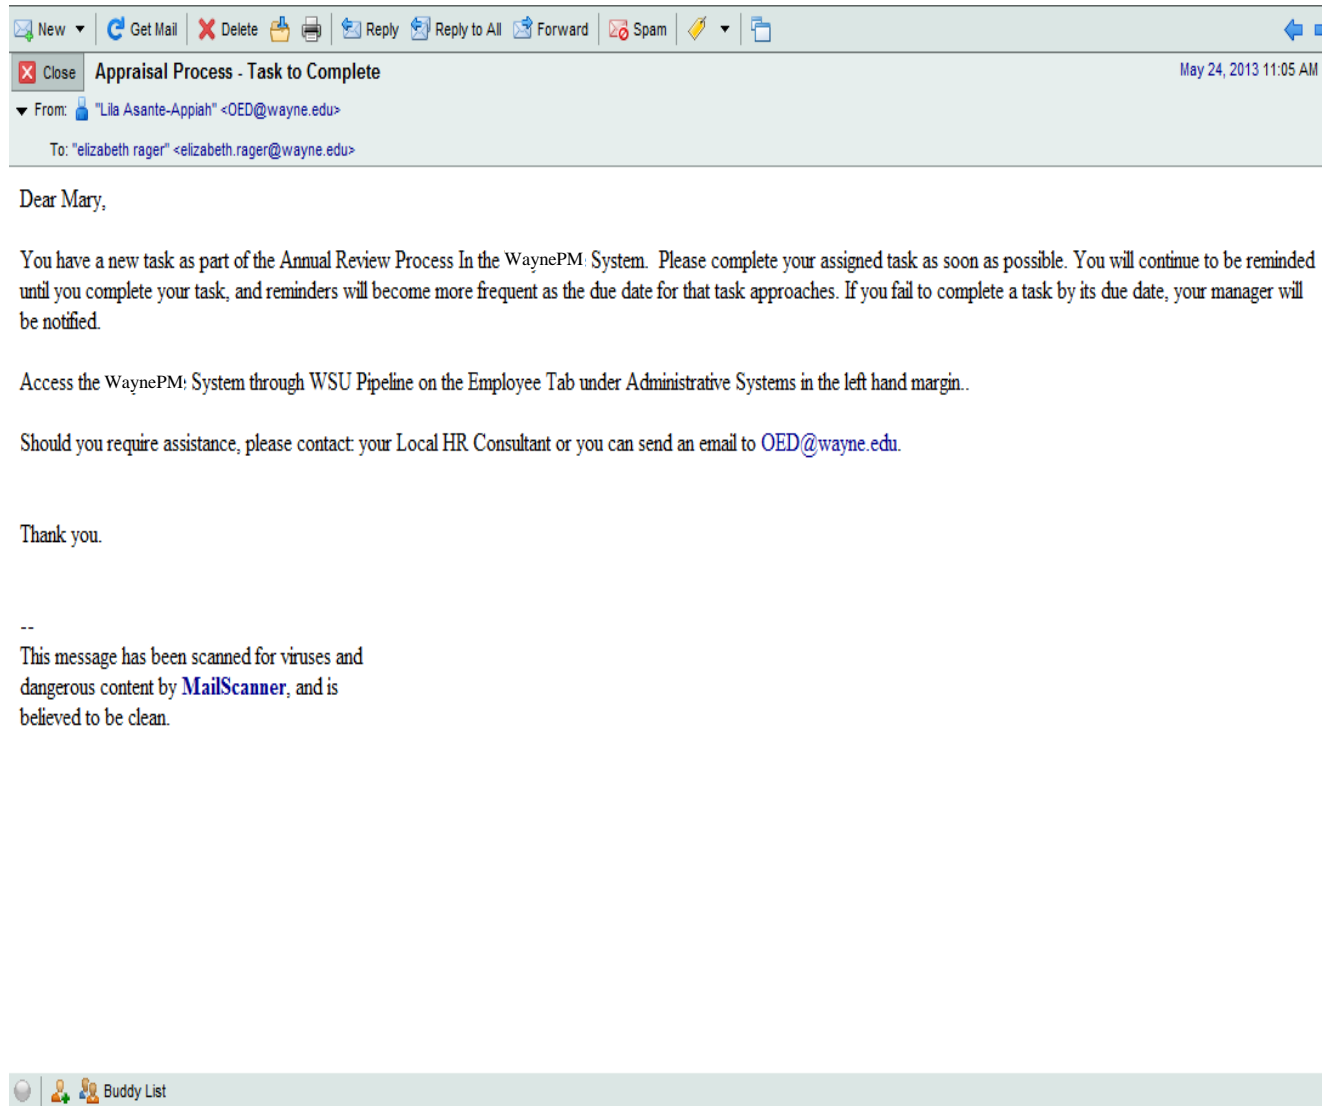 New Get Mail Delete Reply Reply to All Forward Spam
Close Appraisal Process - Task to Complete May 24, 2013 11:05 AM
From: "Lila Asante-Appiah" <OED@wayne.edu>
To: "elizabeth rager" <elizabeth.rager@wayne.edu>
Dear Mary,
You have a new task as part of the Annual Review Process In the WaynePM System. Please complete your assigned task as soon as possible. You will continue to be reminded
until you complete your task, and reminders will become more frequent as the due date for that task approaches. If you fail to complete a task by its due date, your manager will
be notified.
Access the WaynePM System through WSU Pipeline on the Employee Tab under Administrative Systems in the left hand margin..
Should you require assistance, please contact: your Local HR Consultant or you can send an email to OED@wayne.edu.
Thank you.
--
This message has been scanned for viruses and
dangerous content by MailScanner, and is
believed to be clean.
Buddy List